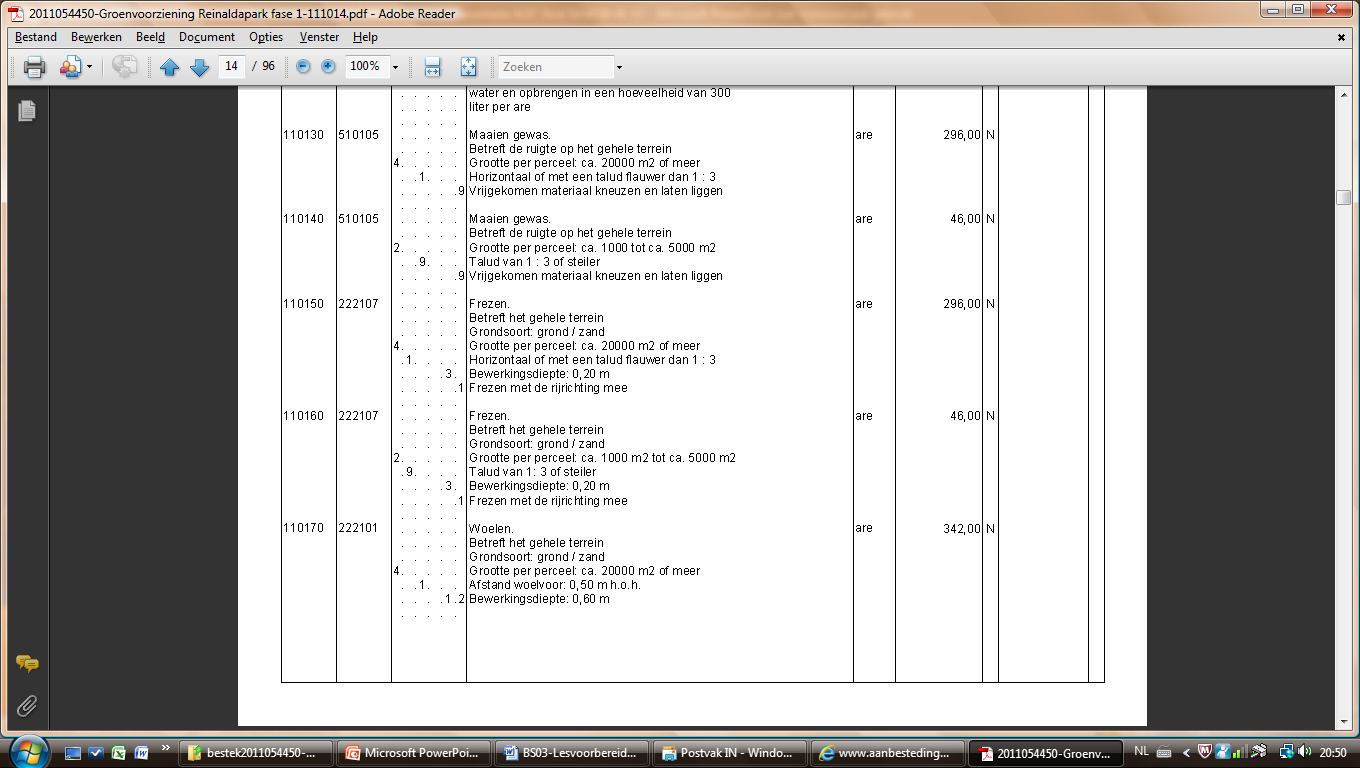 2011054450-Groenvoorziening Reinaldapark fase 1-111014.pdf - Adobe Reader
Bestand Bewerken Beeld Document Opties Venster Help
14 / 96 100% Zoeken
. . . . . . water en opbrengen in een hoeveelheid van 300
. . . . . . liter per are
. . . . . .
110130 510105 . . . . . . Maaien gewas. are 296,00 N
. . . . . . Betreft de ruigte op het gehele terrein
4. . . . . . Grootte per perceel: ca. 20000 m2 of meer
. .1. . . Horizontaal of met een talud flauwer dan 1 : 3
. . . . . .9 Vrijgekomen materiaal kneuzen en laten liggen
. . . . . .
110140 510105 . . . . . . Maaien gewas. are 46,00 N
. . . . . . Betreft de ruigte op het gehele terrein
2. . . . . . Grootte per perceel: ca. 1000 tot ca. 5000 m2
. .9. . . Talud van 1 : 3 of steiler
. . . . . .9 Vrijgekomen materiaal kneuzen en laten liggen
. . . . . .
110150 222107 . . . . . . Frezen. are 296,00 N
. . . . . . Betreft het gehele terrein
. . . . . . Grondsoort: grond / zand
4. . . . . . Grootte per perceel: ca. 20000 m2 of meer
.1. . . . Horizontaal of met een talud flauwer dan 1 : 3
. . . . .3. Bewerkingsdiepte: 0,20 m
. . . . . .1 Frezen met de rijrichting mee
. . . . . .
110160 222107 . . . . . . Frezen. are 46,00 N
. . . . . . Betreft het gehele terrein
. . . . . . Grondsoort: grond / zand
2. . . . . . Grootte per perceel: ca. 1000 m2 tot ca. 5000 m2
.9. . . . Talud van 1: 3 of steiler
. . . . .3. Bewerkingsdiepte: 0,20 m
. . . . . .1 Frezen met de rijrichting mee
. . . . . .
110170 222101 . . . . . . Woelen. are 342,00 N
. . . . . . Betreft het gehele terrein
. . . . . . Grondsoort: grond / zand
4. . . . . . Grootte per perceel: ca. 20000 m2 of meer
. .1. . . Afstand woelvoor: 0,50 m h.o.h.
. . . . .1.2 Bewerkingsdiepte: 0,60 m
. . . . . .
bestek2011054450-... Microsoft PowerPoi... BS03-Lesvoorbereid... Postvak IN - Windo... www.aanbesteding... 2011054450-Groenv... NL 20:50